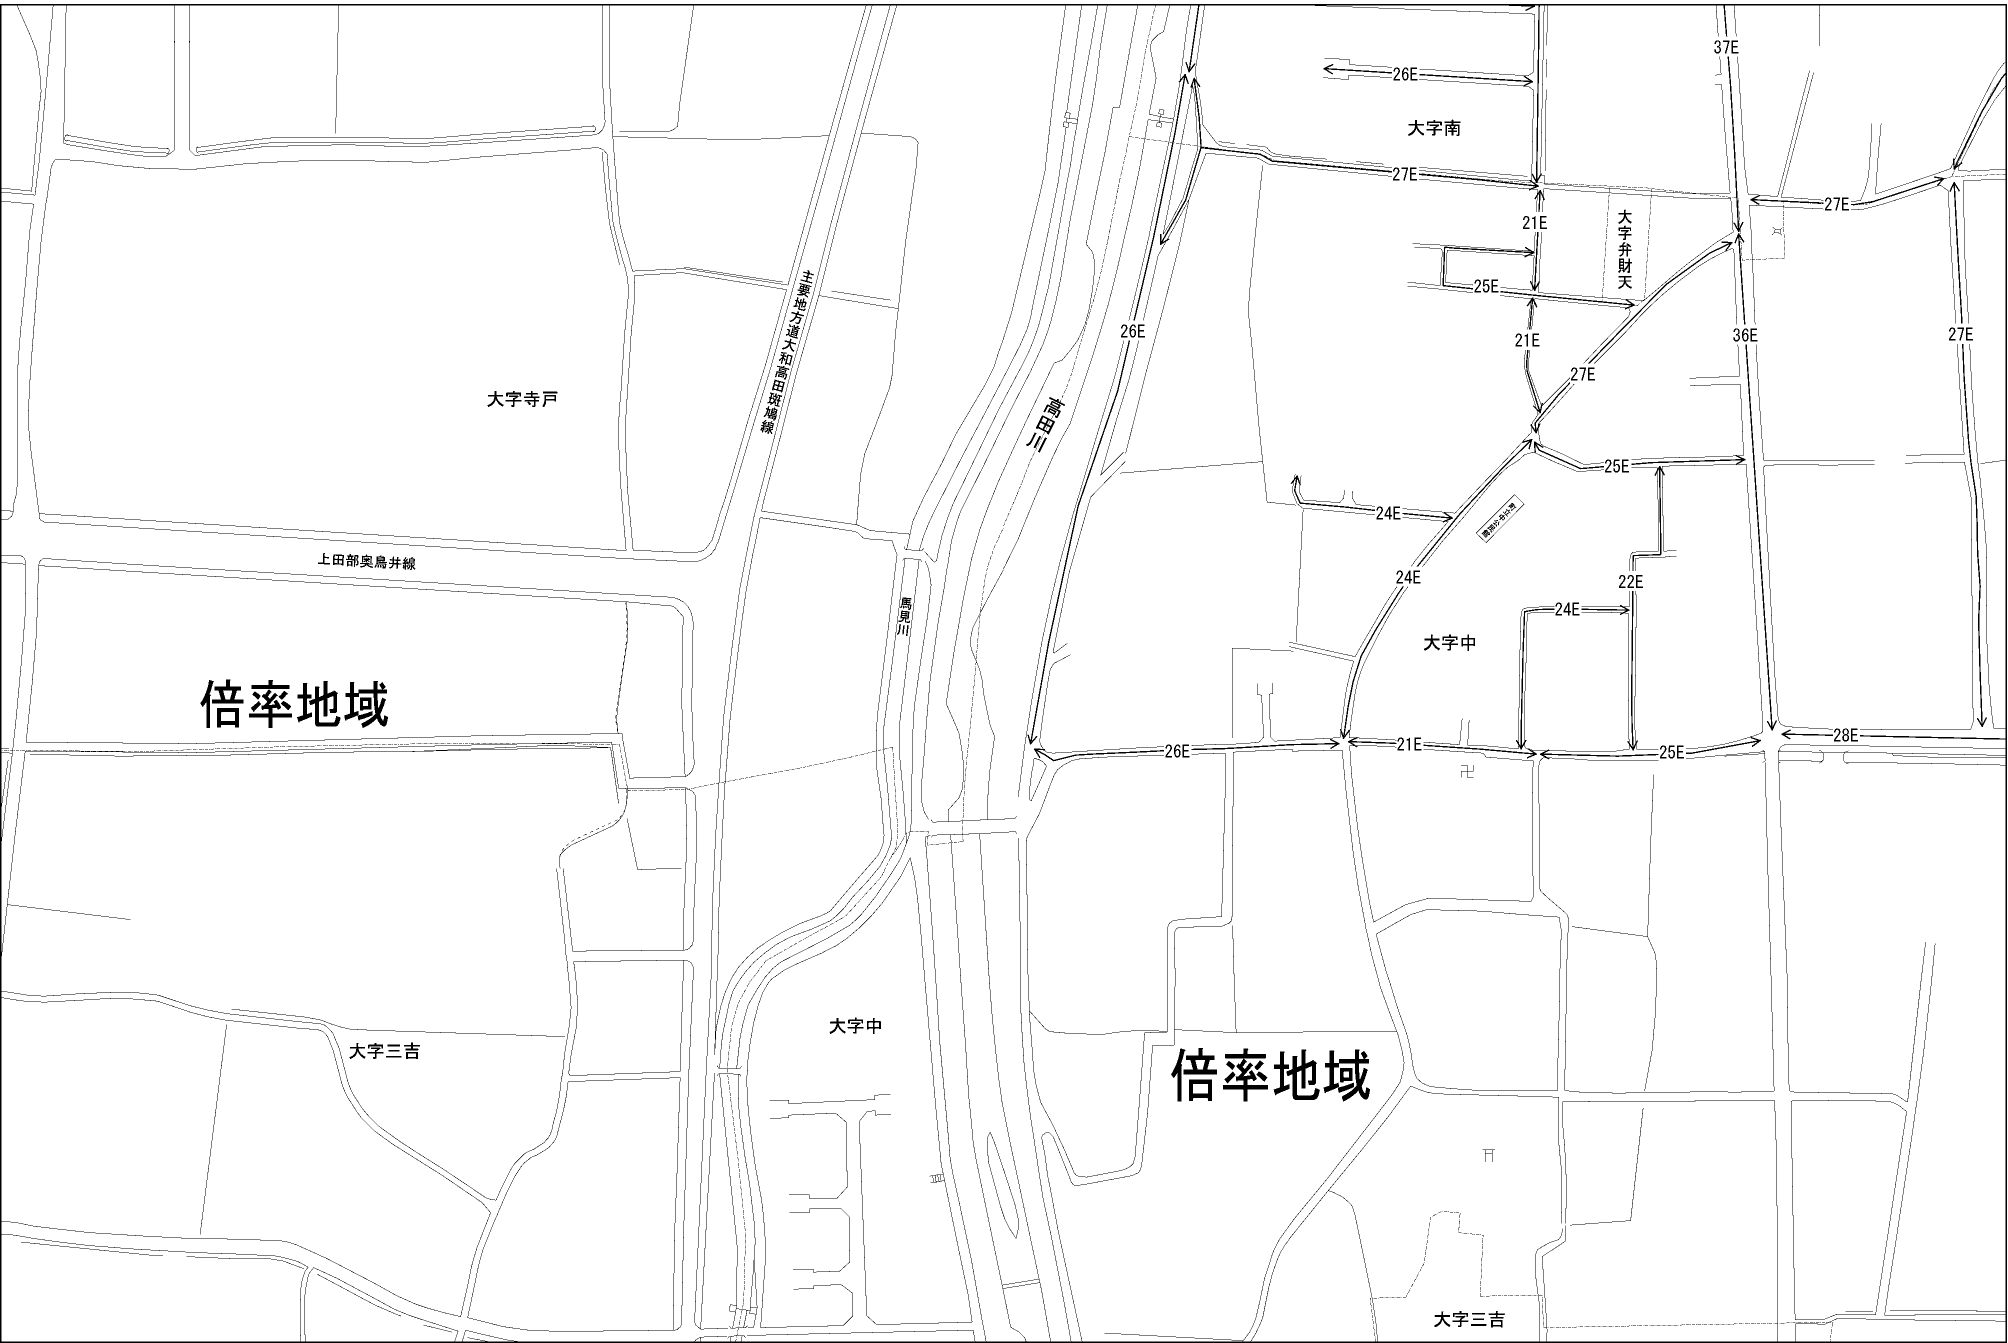 37E
26E
大字南
27E
27E
21E
大字弁財天
主要地方道大和高田斑鳩線
25E
26E
21E
36E
27E
27E
大字寺戸
高田川
25E
24E
上田部奥鳥井線
24E
22E
馬見川
24E
大字中
倍率地域
26E
21E
25E
28E
大字中
大字三吉
倍率地域
大字三吉